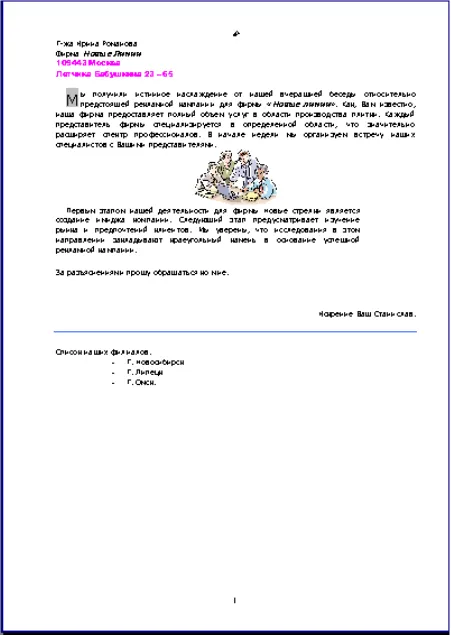 Г-жа Ирина Романова
Фирма Новые Линии
109443 Москва
Летчика Бабушкина 23 – 65
Мы получили истинное наслаждение от нашей вчерашней беседы относительно
предстоящей рекламной кампании для фирмы «Новые линии». Как, Вам известно,
наша фирма предоставляет полный объем услуг в области производства плитки. Каждый
представитель фирмы специализируется в определенной области, что значительно
расширяет спектр профессионалов. В начале недели мы организуем встречу наших
специалистов с Вашими представителями.
Первым этапом нашей деятельности для фирмы новые стрелки является
создание имиджа компании. Следующий этап предусматривает изучение
рынка и предпочтений клиентов. Мы уверены, что исследования в этом
направлении закладывают краеугольный камень в основание успешной
рекламной кампании.
За разъяснениями прошу обращаться ко мне.
Искренне Ваш Станислав.
Список наших филиалов.
- Г. Новосибирск
- Г. Липецк
- Г. Омск.
1